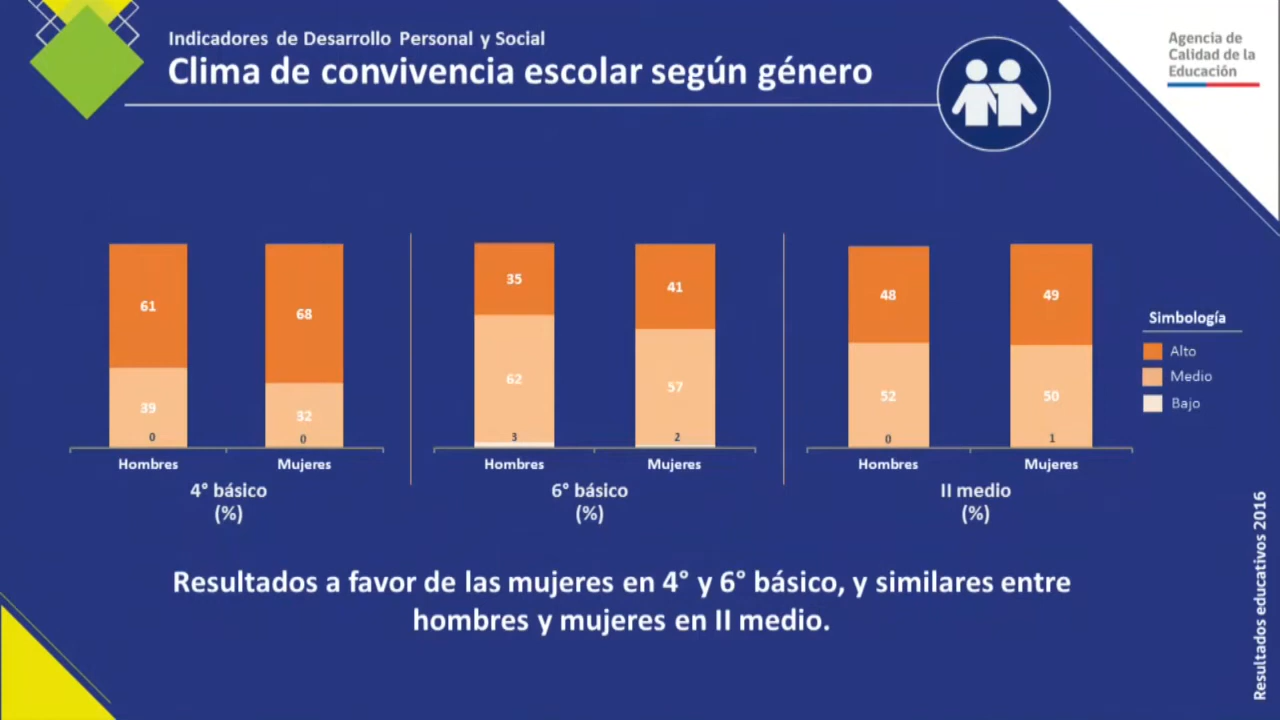 Indicadores de Desarrollo Personal y Social
Clima de convivencia escolar según género
Agencia de
Calidad de la
Educación
61
68
39
32
0
0
Hombres
Mujeres
4° básico
(%)
35
41
62
57
3
2
Hombres
Mujeres
6° básico
(%)
48
49
52
50
0
1
Hombres
Mujeres
II medio
(%)
Simbología
Alto
Medio
Bajo
Resultados a favor de las mujeres en 4° y 6° básico, y similares entre
hombres y mujeres en II medio.
Resultados educativos 2016